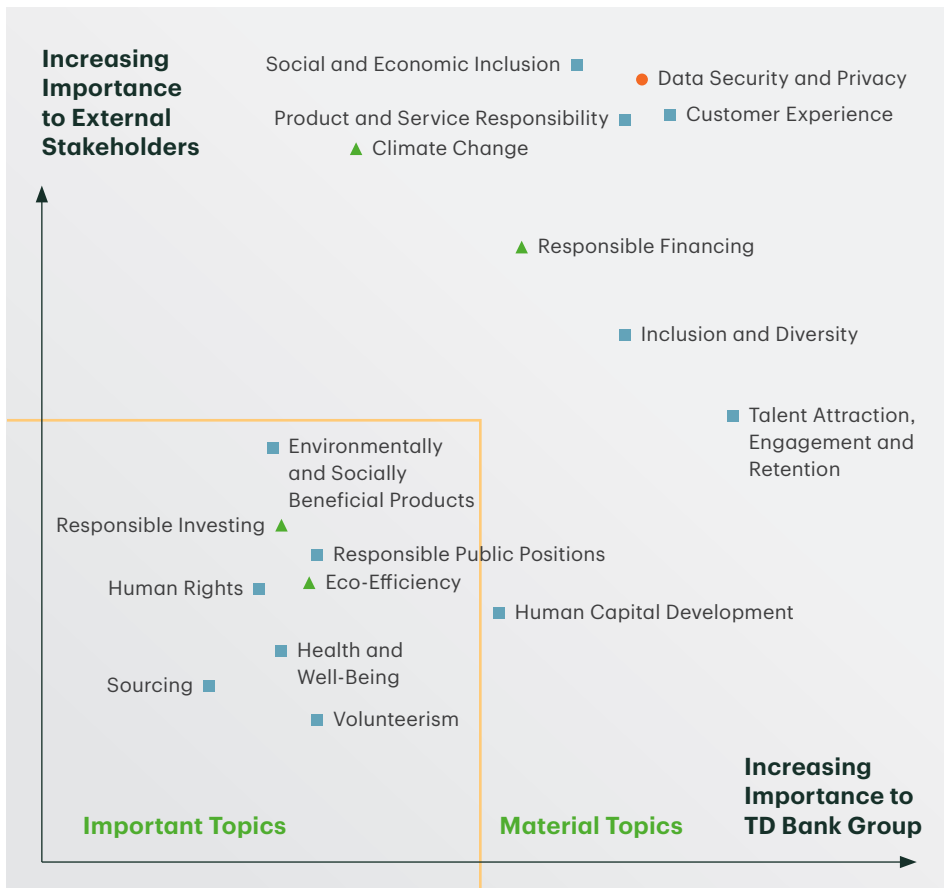 Increasing
Importance
to External
Stakeholders
Social and Economic Inclusion
Data Security and Privacy
Product and Service Responsibility
Customer Experience
Climate Change
Responsible Financing
Inclusion and Diversity
Talent Attraction,
Engagement and
Retention
Environmentally
and Socially
Beneficial Products
Responsible Investing
Responsible Public Positions
Eco-Efficiency
Human Rights
Human Capital Development
Health and
Well-Being
Sourcing
Volunteerism
Important Topics
Material Topics
Increasing
Importance to
TD Bank Group